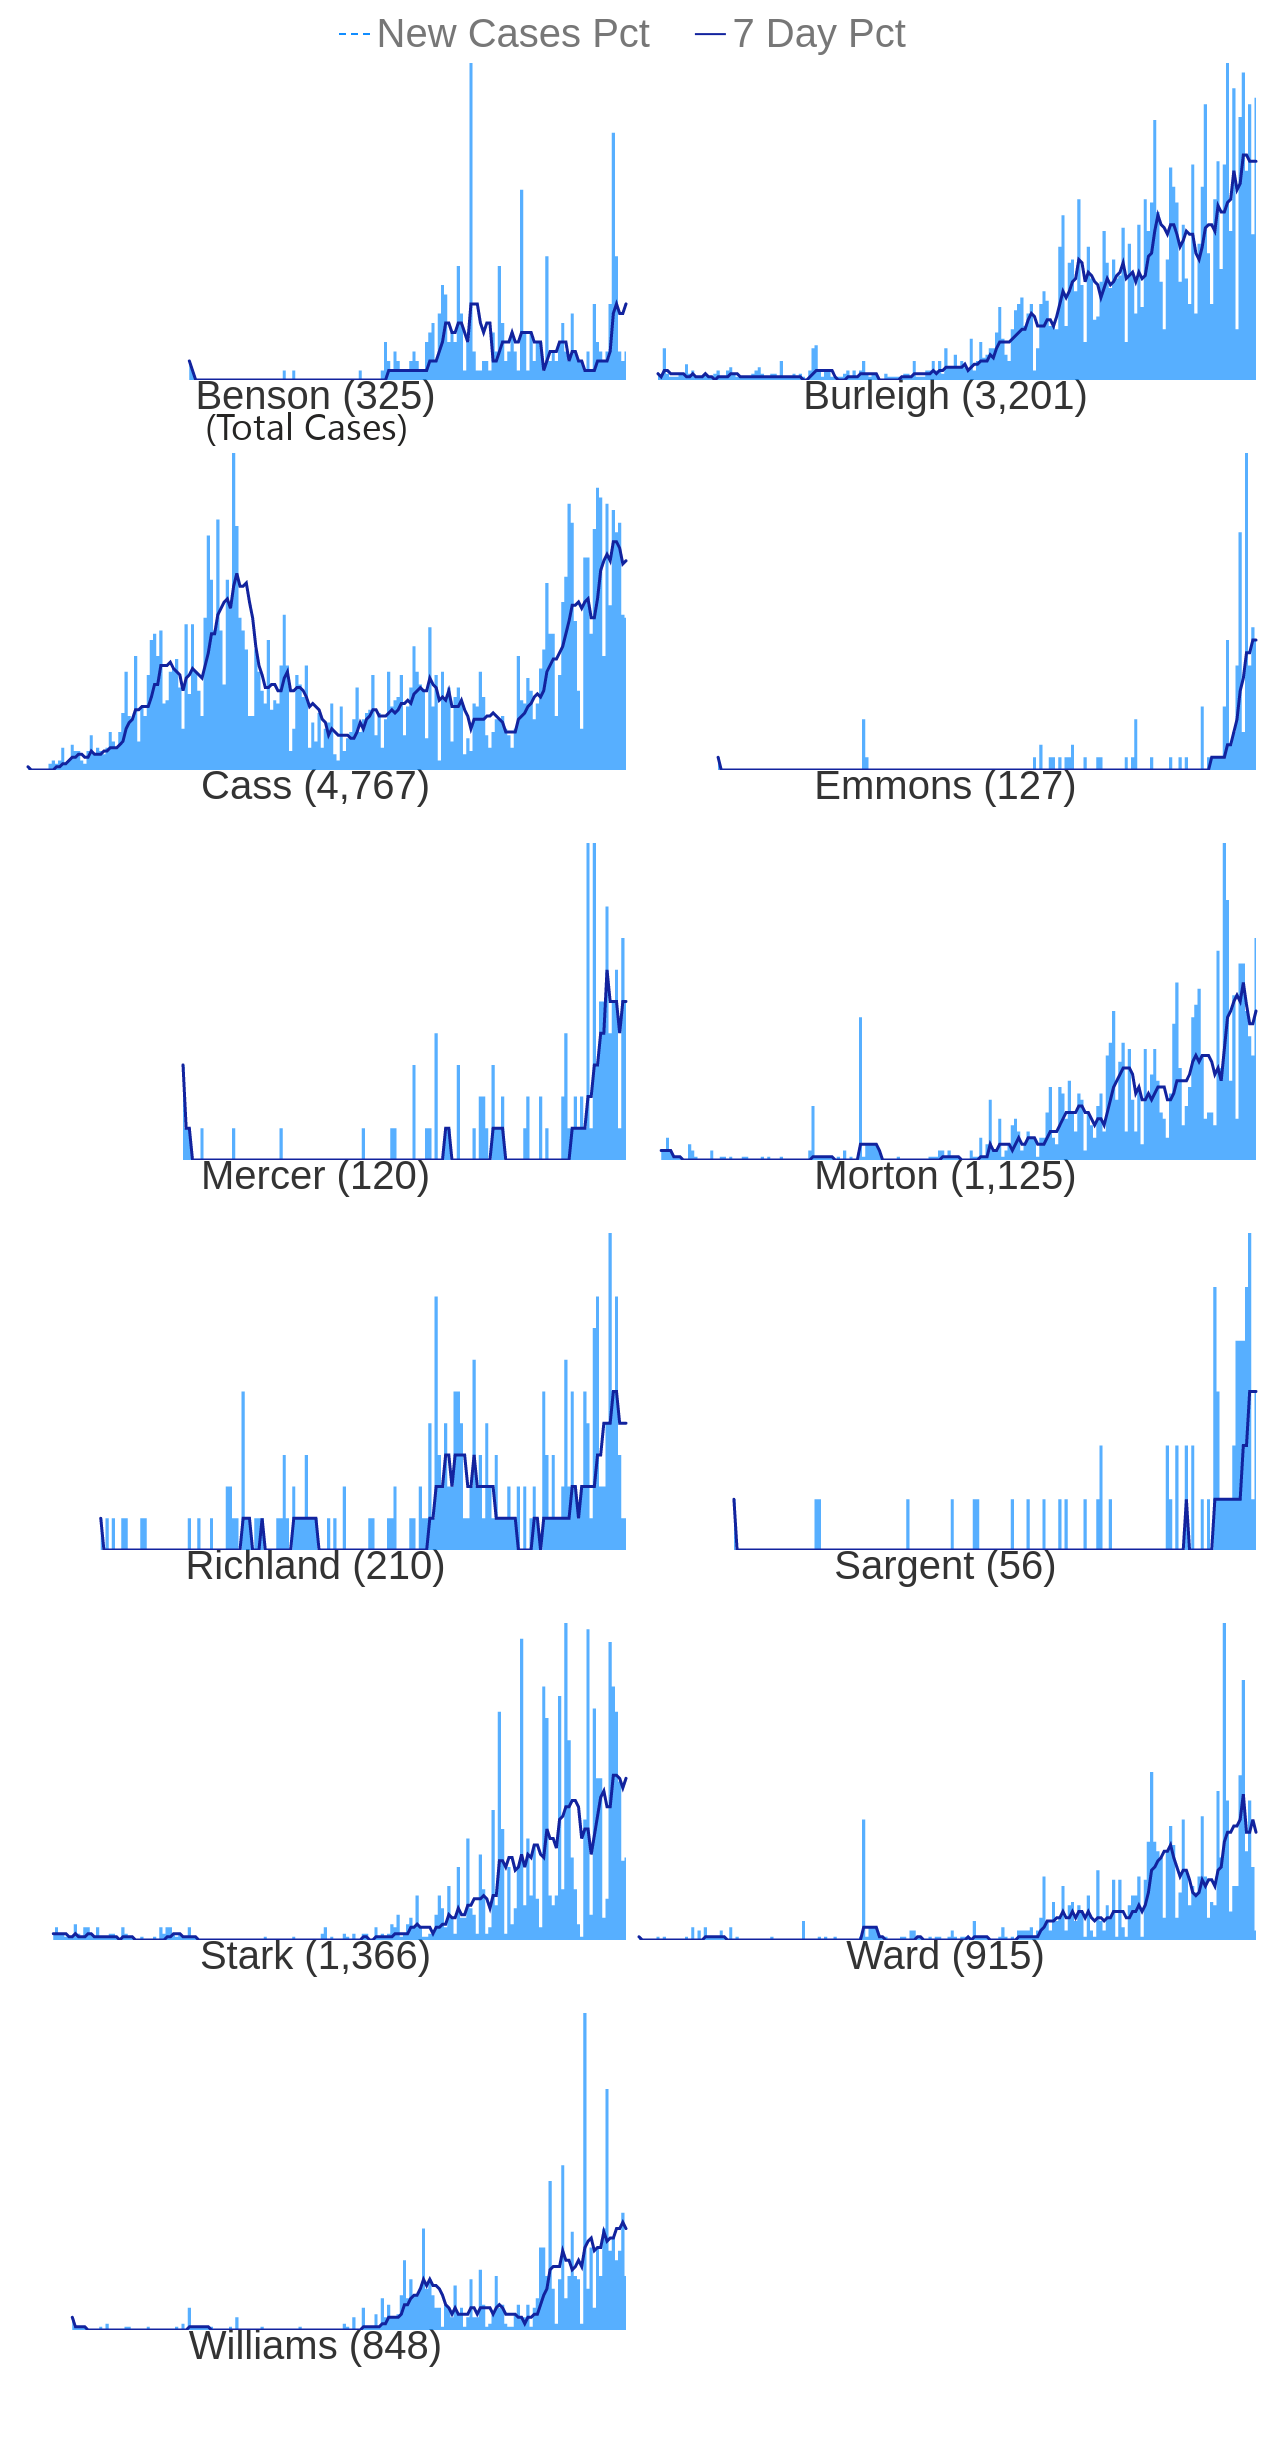 New Cases Pct 7 Day Pct
Benson (325) Burleigh (3,201)
(Total Cases)
Cass (4,767) Emmons (127)
Mercer (120) Morton (1,125)
Richland (210) Sargent (56)
Stark (1,366) Ward (915)
Williams (848)